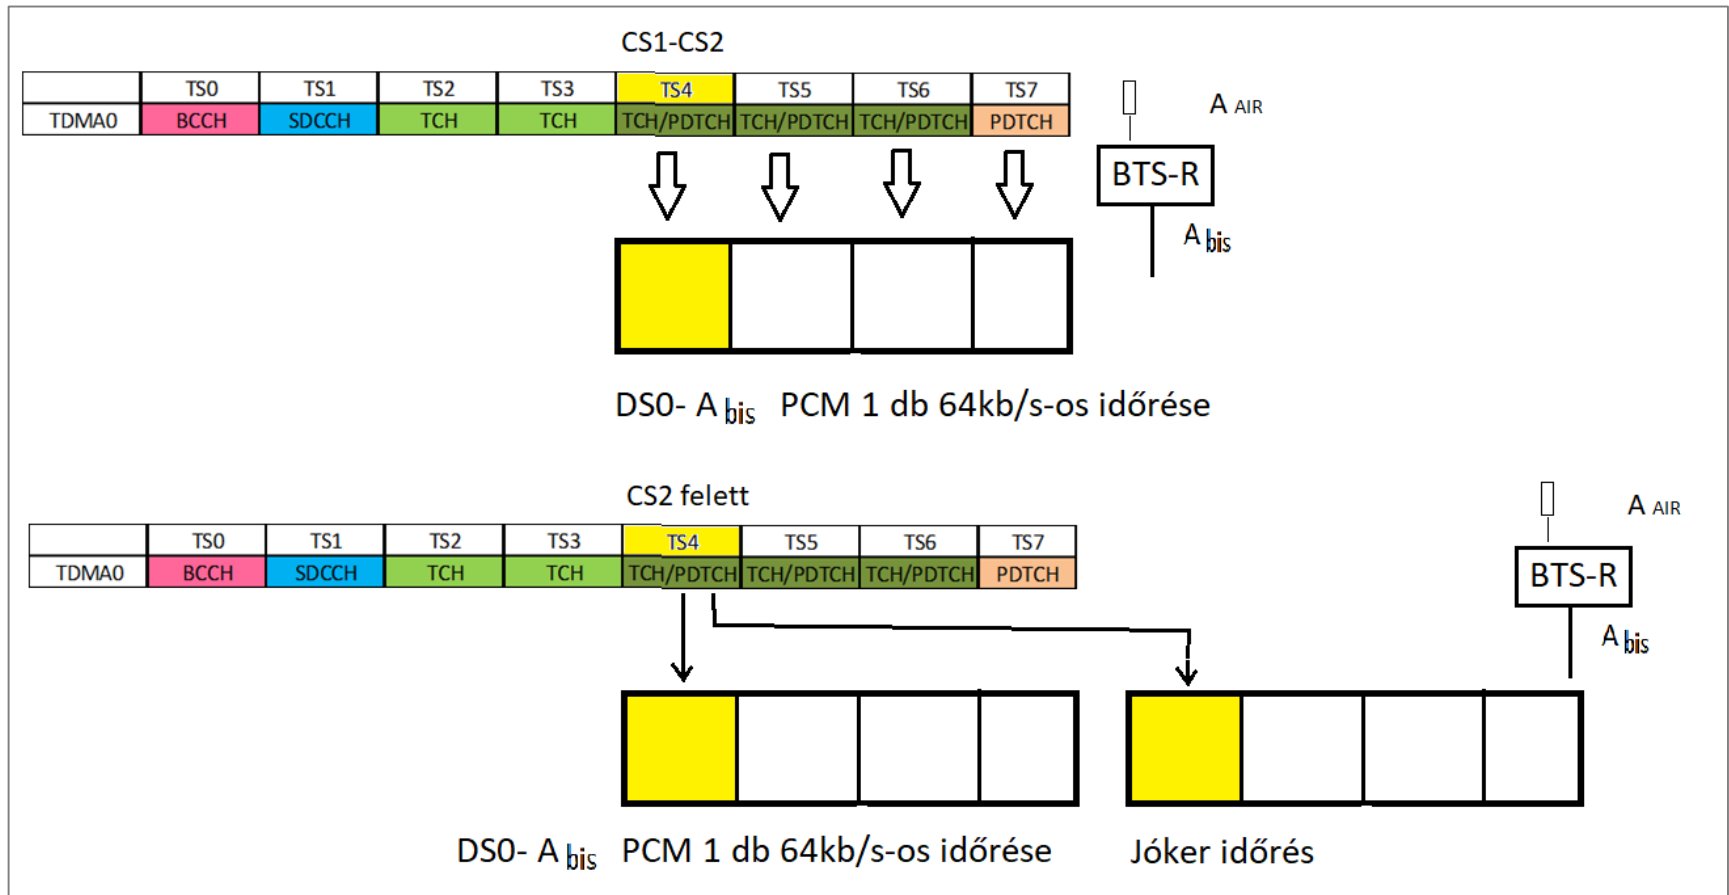 CS1-CS2
TS0 TS1 TS2 TS3 TS4 TS5 TS6 TS7
TDMA0 BCCH SDCCH TCH TCH TCH/PDTCH TCH/PDTCH TCH/PDTCH PDTCH
A AIR
BTS-R
A bis
DS0- A bis PCM 1 db 64kb/s-os időrése
CS2 felett
TS0 TS1 TS2 TS3 TS4 TS5 TS6 TS7
TDMA0 BCCH SDCCH TCH TCH TCH/PDTCH TCH/PDTCH TCH/PDTCH PDTCH
A AIR
BTS-R
A bis
DS0- A bis PCM 1 db 64kb/s-os időrése
Jóker időrés